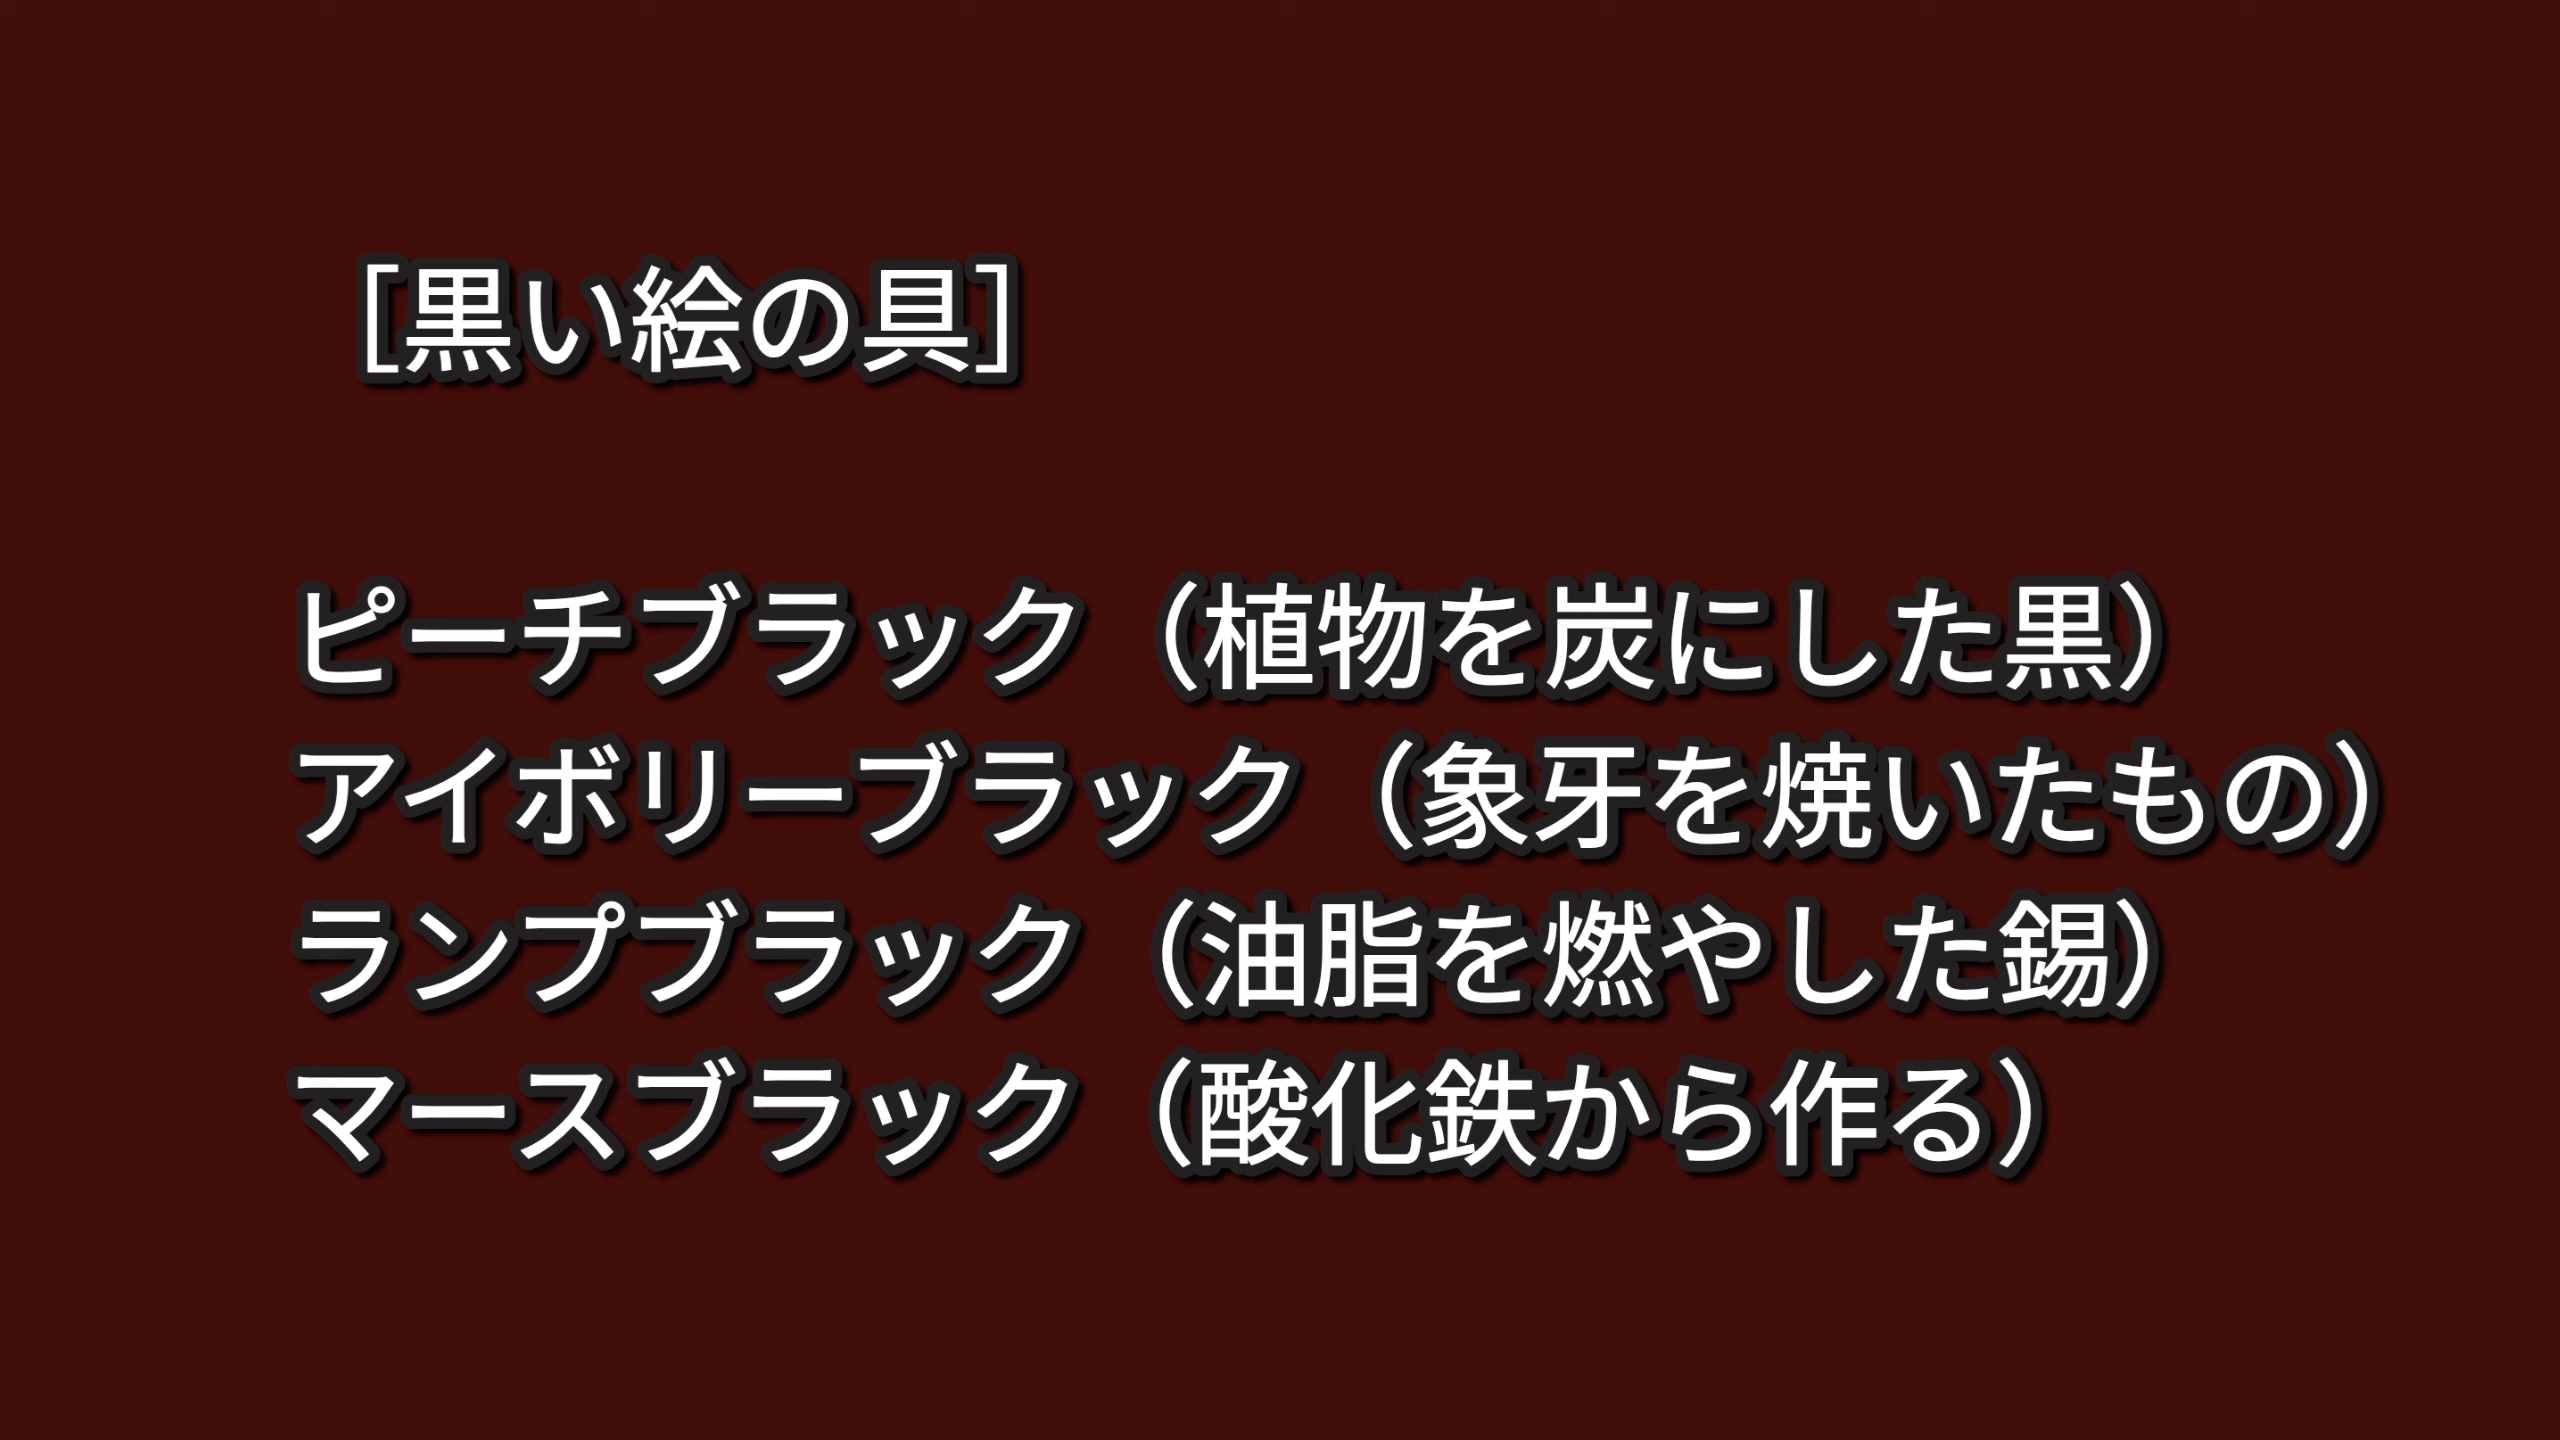 ［黒い絵の具］
ピーチブラック（植物を炭にした黒）
アイボリーブラック（象牙を焼いたもの）
ランプブラック（油脂を燃やした錫）
マースブラック（酸化鉄から作る）